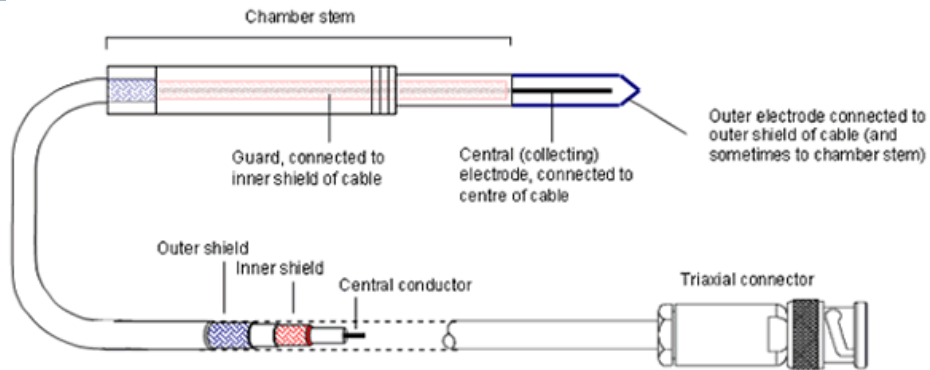 Chamber stem
Guard, connected to
inner shield of cable
Central (collecting)
electrode, connected to
centre of cable
Outer electrode connected to
outer shield of cable (and
sometimes to chamber stem)
Outer shield
Inner shield
Central conductor
Triaxial connector